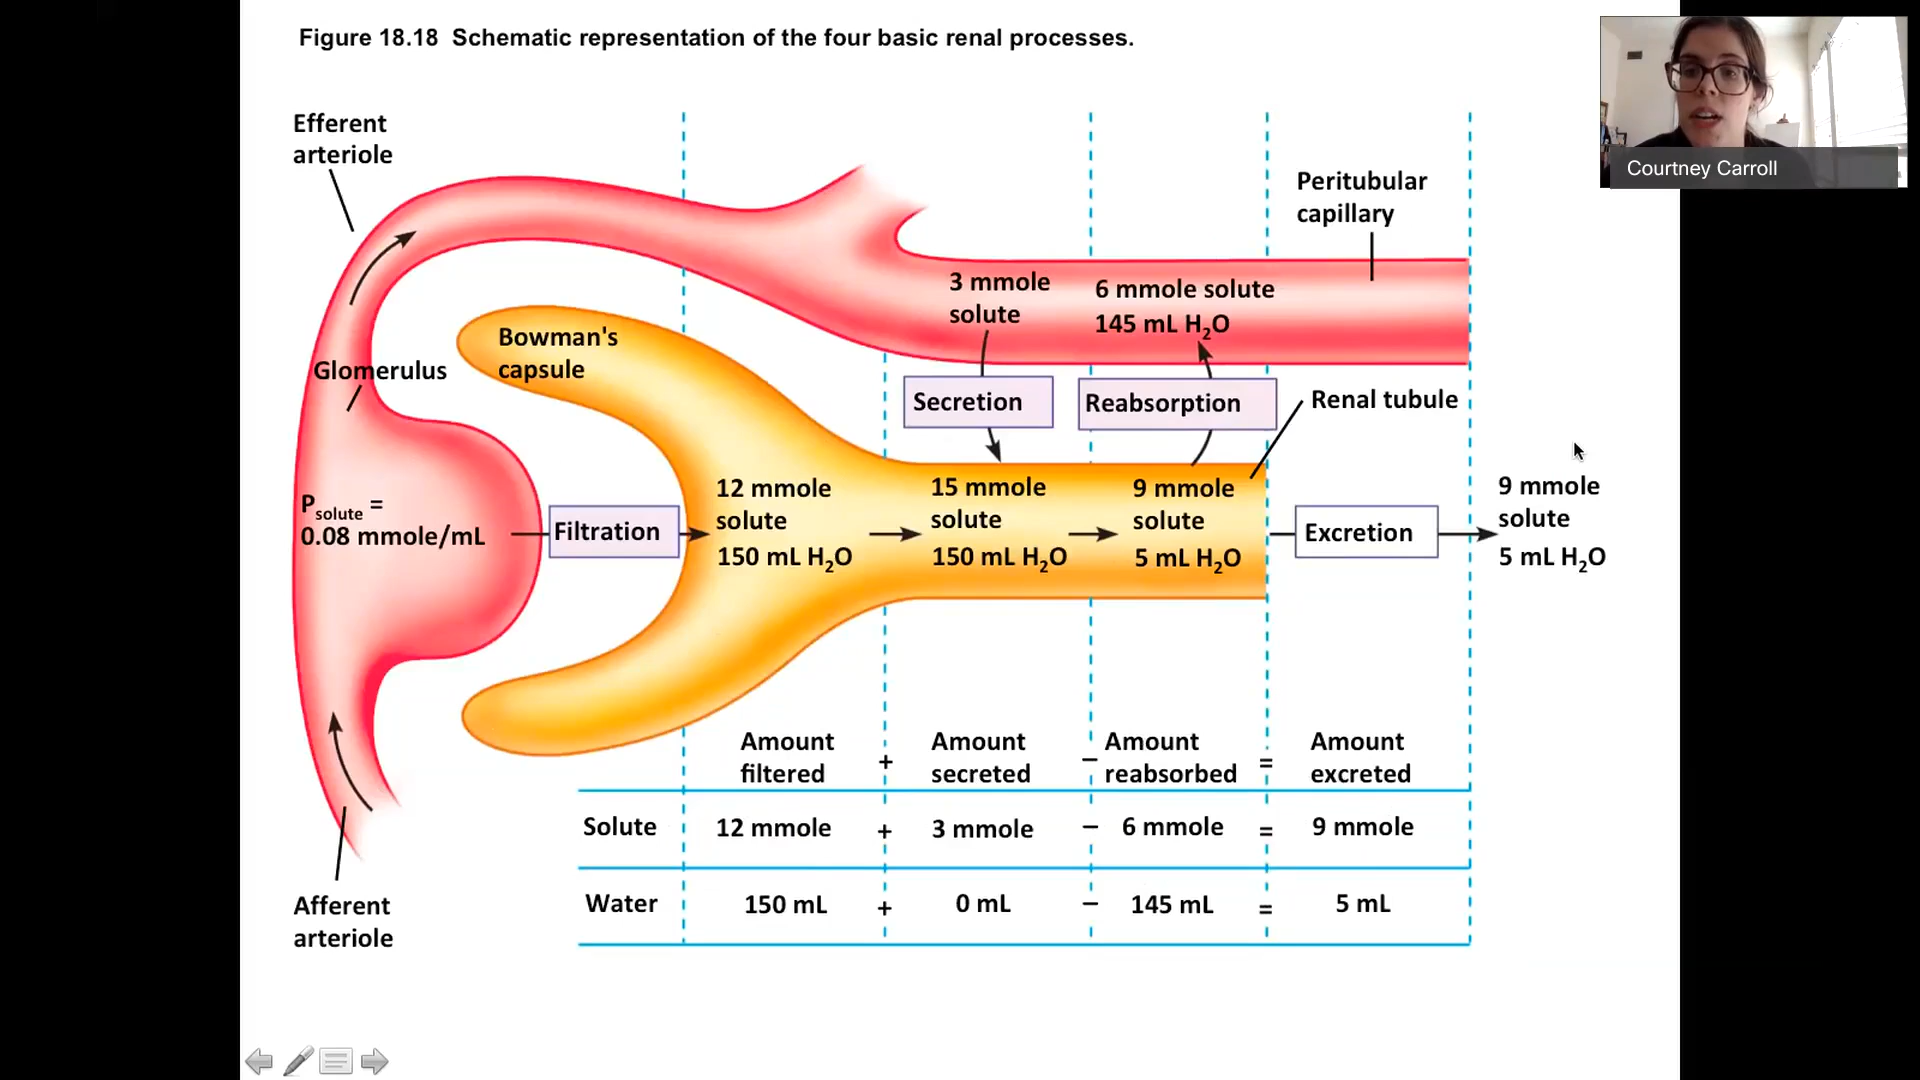 Figure 18.18 Schematic representation of the four basic renal processes.
Courtney Carroll
Efferent
arteriole
Peritubular
capillary
3 mmole
solute
6 mmole solute
145 mL H₂O
Bowman's
capsule
Glomerulus
Secretion
Reabsorption
Renal tubule
Psolute =
0.08 mmole/mL
Filtration
12 mmole
solute
150 mL H₂O
15 mmole
solute
150 mL H₂O
9 mmole
solute
5 mL H₂O
Excretion
9 mmole
solute
5 mL H₂O
Amount
filtered
+
Amount
secreted
–
Amount
reabsorbed
=
Amount
excreted
Solute 12 mmole + 3 mmole – 6 mmole = 9 mmole
Water 150 mL + 0 mL – 145 mL = 5 mL
Afferent
arteriole